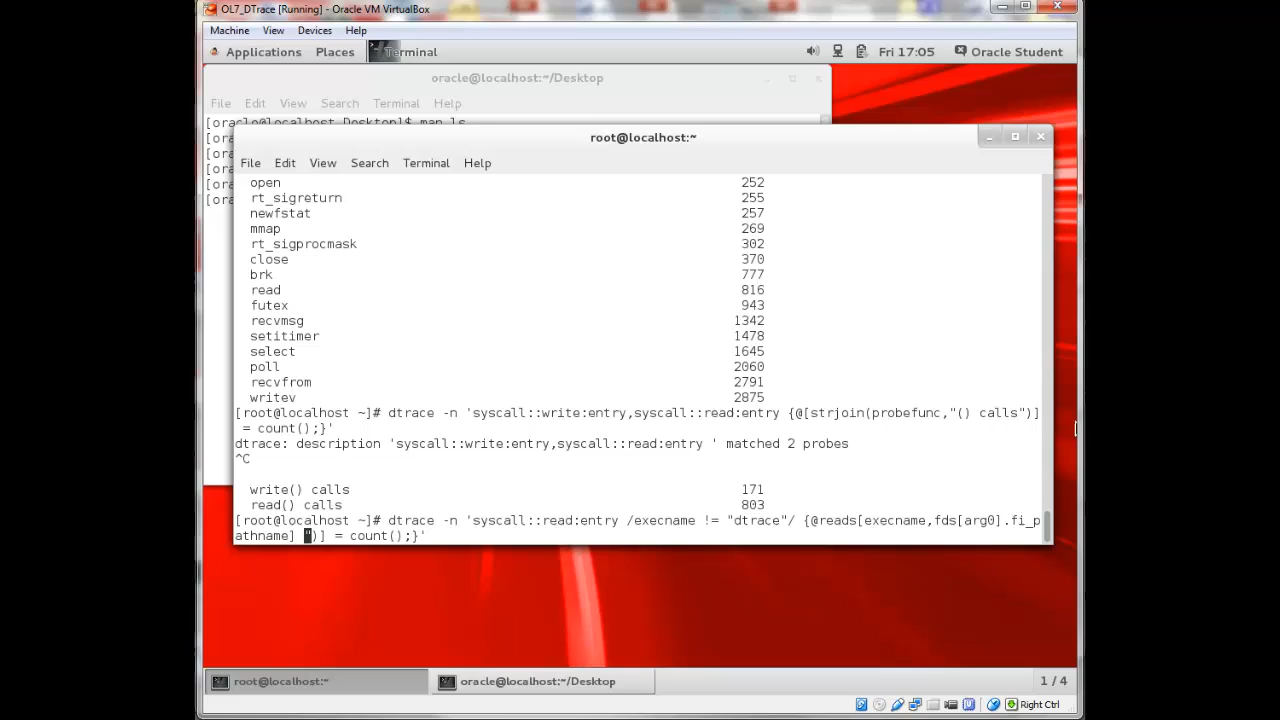 OL7_DTrace [Running] - Oracle VM VirtualBox
Machine View Devices Help
Applications Places Terminal Fri 17:05 Oracle Student
oracle@localhost:~/Desktop
File Edit View Search Terminal Help
[oracle@localhost Desktop]$ man ls
root@localhost:~
File Edit View Search Terminal Help
open 252
rt_sigreturn 255
newfstat 257
mmap 269
rt_sigprocmask 302
close 370
brk 777
read 816
futex 943
recvmsg 1342
setitimer 1478
select 1645
poll 2060
recvfrom 2791
writev 2875
[root@localhost ~]# dtrace -n 'syscall::write:entry,syscall::read:entry {@[strjoin(probefunc,"() calls")]
= count();}'
dtrace: description 'syscall::write:entry,syscall::read:entry ' matched 2 probes
^C
write() calls 171
read() calls 803
[root@localhost ~]# dtrace -n 'syscall::read:entry /execname != "dtrace"/ {@reads[execname,fds[arg0].fi_p
athname] ")] = count();}'
root@localhost:~ oracle@localhost:~/Desktop 1 / 4
Right Ctrl